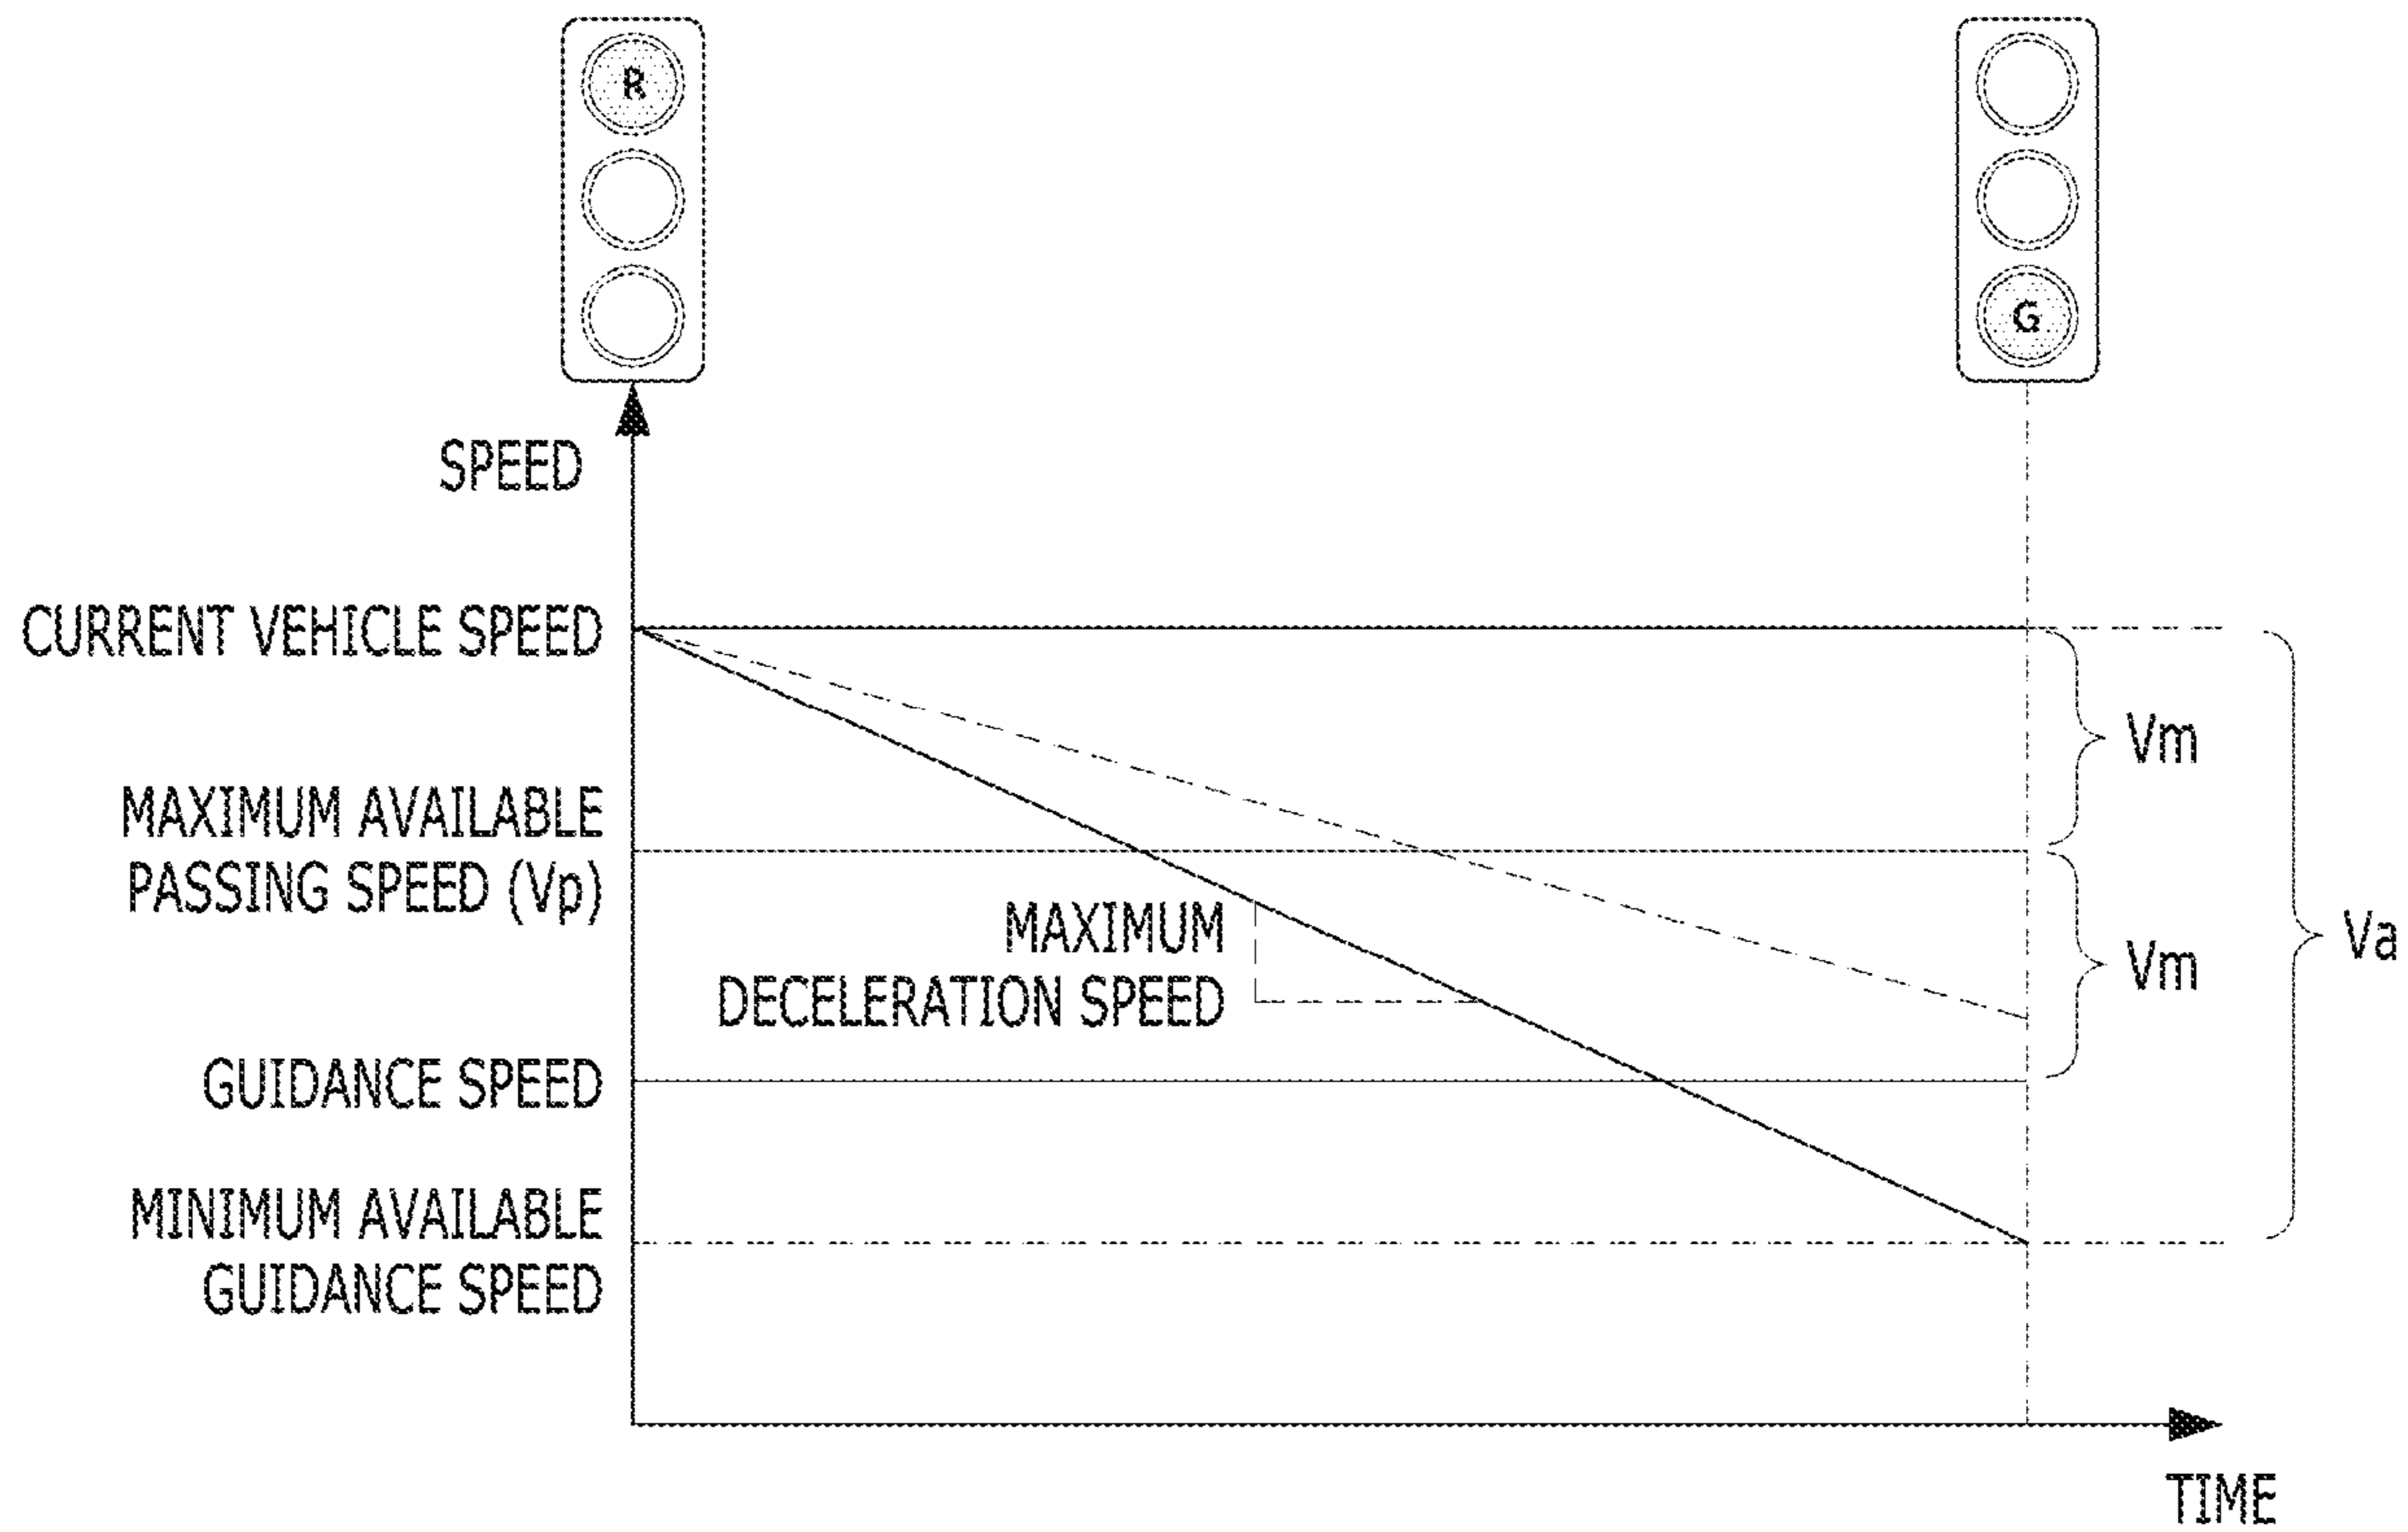 R
G
SPEED
CURRENT VEHICLE SPEED
Vm
MAXIMUM AVAILABLE
PASSING SPEED (Vp)
MAXIMUM
DECELERATION SPEED
Vm
Va
GUIDANCE SPEED
MINIMUM AVAILABLE
GUIDANCE SPEED
TIME